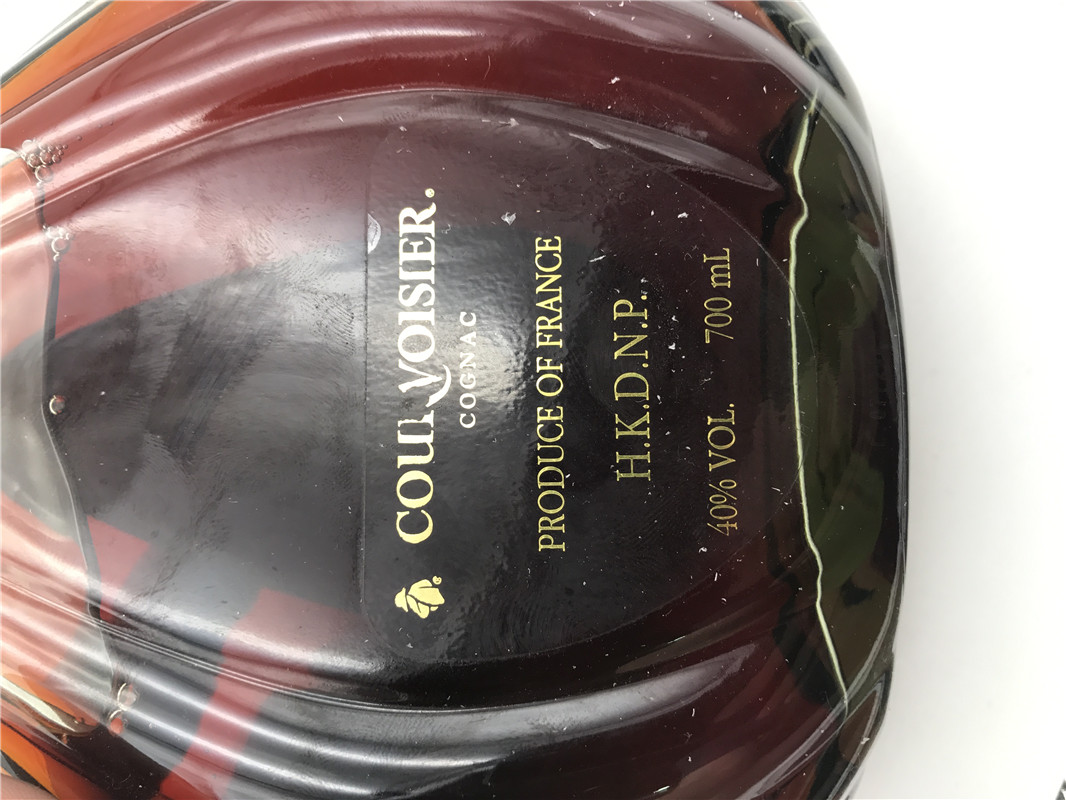 COURVOISIER®
COGNAC
PRODUCE OF FRANCE
H.K.D.N.P.
40% VOL. 700 mL